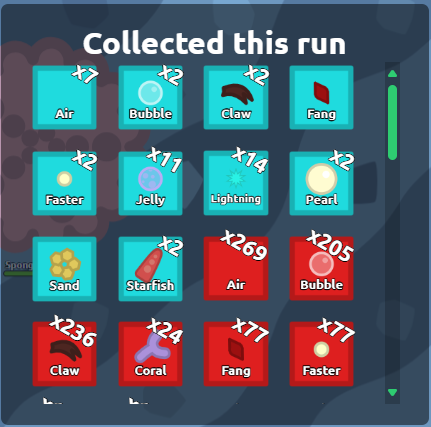 Collected this run
x7
Air
x2
Bubble
x2
Claw
Fang
x2
Faster
x11
Jelly
x14
Lightning
x2
Pearl
Sand
x2
Starfish
x269
Air
x205
Bubble
x236
Claw
x24
Coral
x77
Fang
x77
Faster